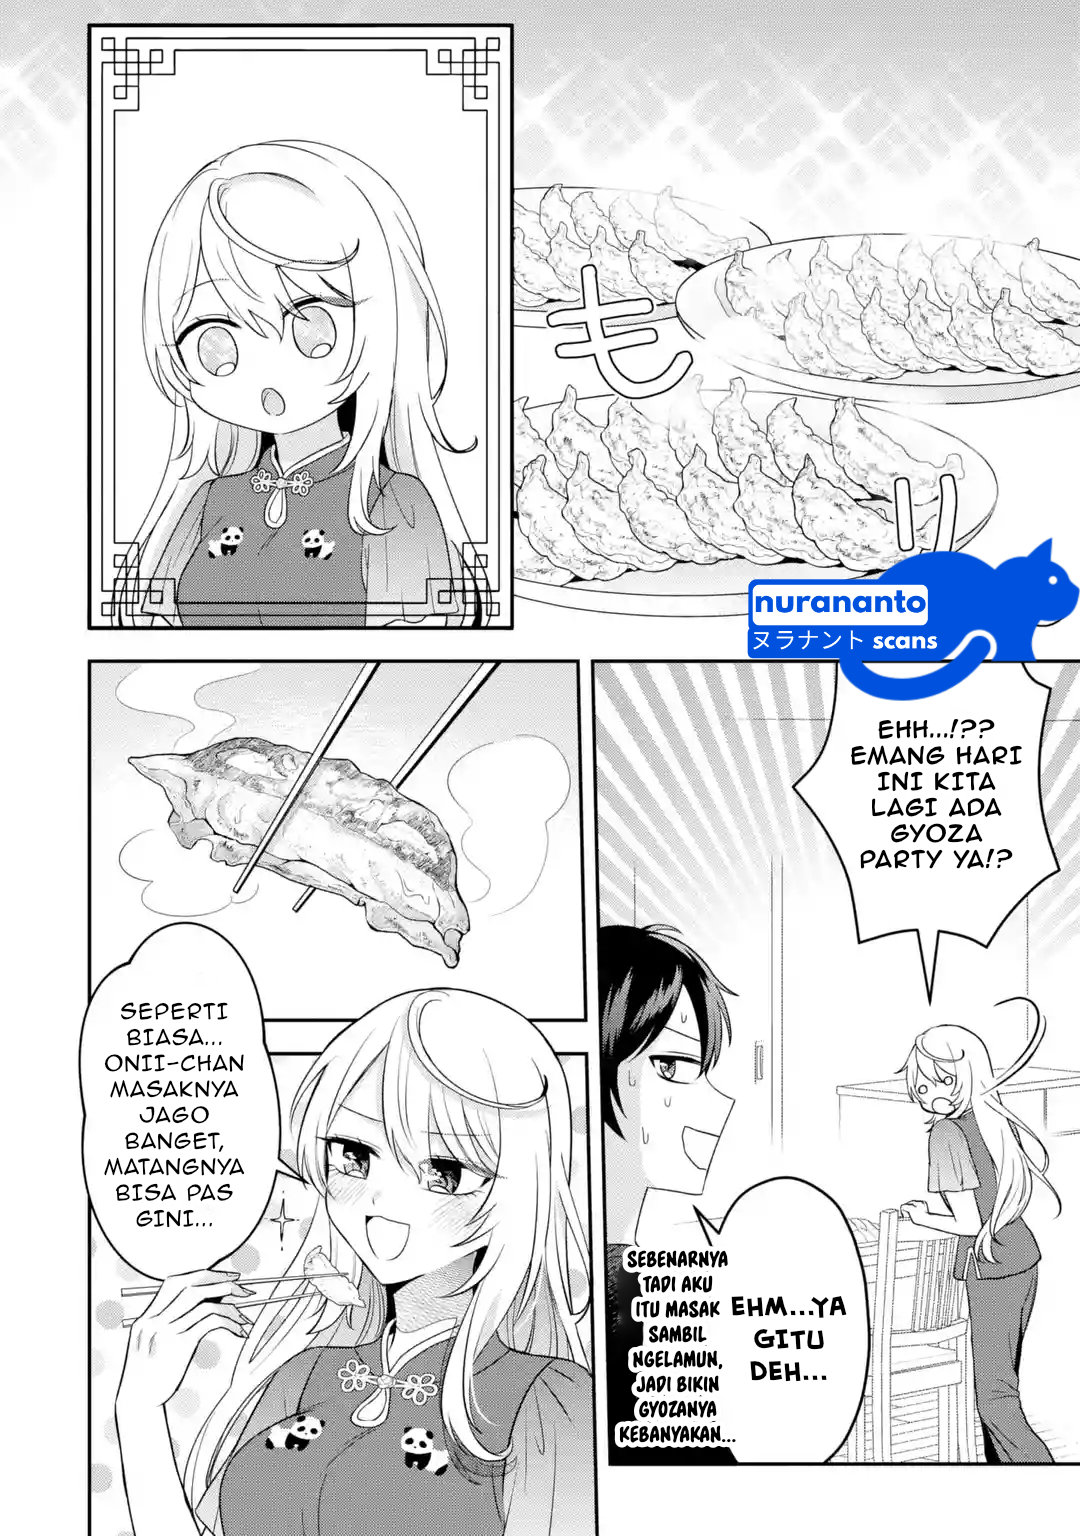 も
リ
nurananto
ヌラナント scans
EHH...!??
EMANG HARI
INI KITA
LAGI ADA
GYOZA
PARTY YA!?
EHM...YA
GITU
DEH...
SEBENARNYA
TADI AKU
ITU MASAK
SAMBIL
NGELAMUN,
JADI BIKIN
GYOZANYA
KEBANYAKAN...
SEPERTI
BIASA...
ONII-CHAN
MASAKNYA
JAGO
BANGET,
MATANGNYA
BISA PAS
GINI...